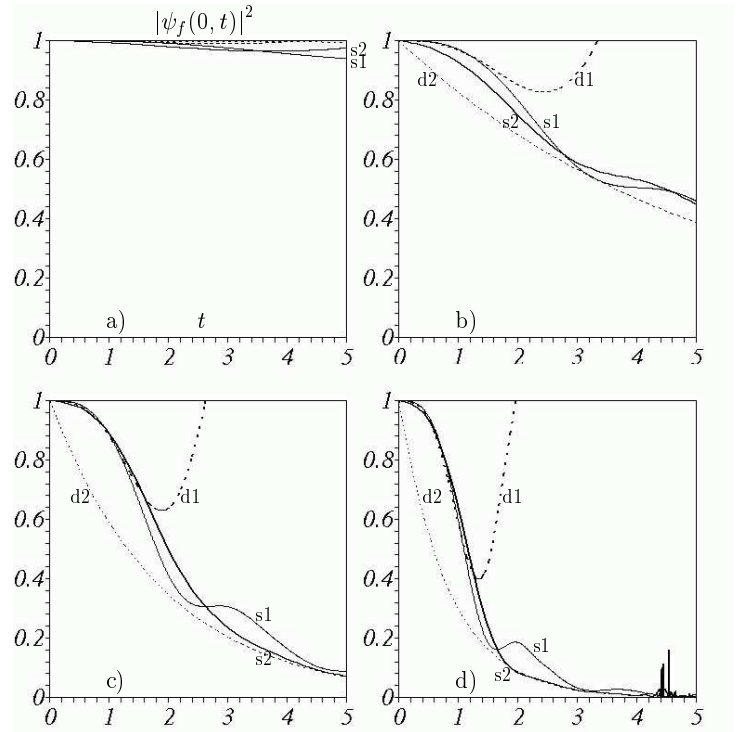 |ψ_f(0, t)|²
1 1
s2
s1
d2 d1
0.8 0.8
s2 s1
0.6 0.6
0.4 0.4
0.2 0.2
a) t b)
0 0
0 1 2 3 4 5 0 1 2 3 4 5
1 1
0.8 0.8
d2 d1 d2 d1
0.6 0.6
0.4 0.4
s1
0.2 0.2
s1
s2 s2
c) d)
0 0
0 1 2 3 4 5 0 1 2 3 4 5